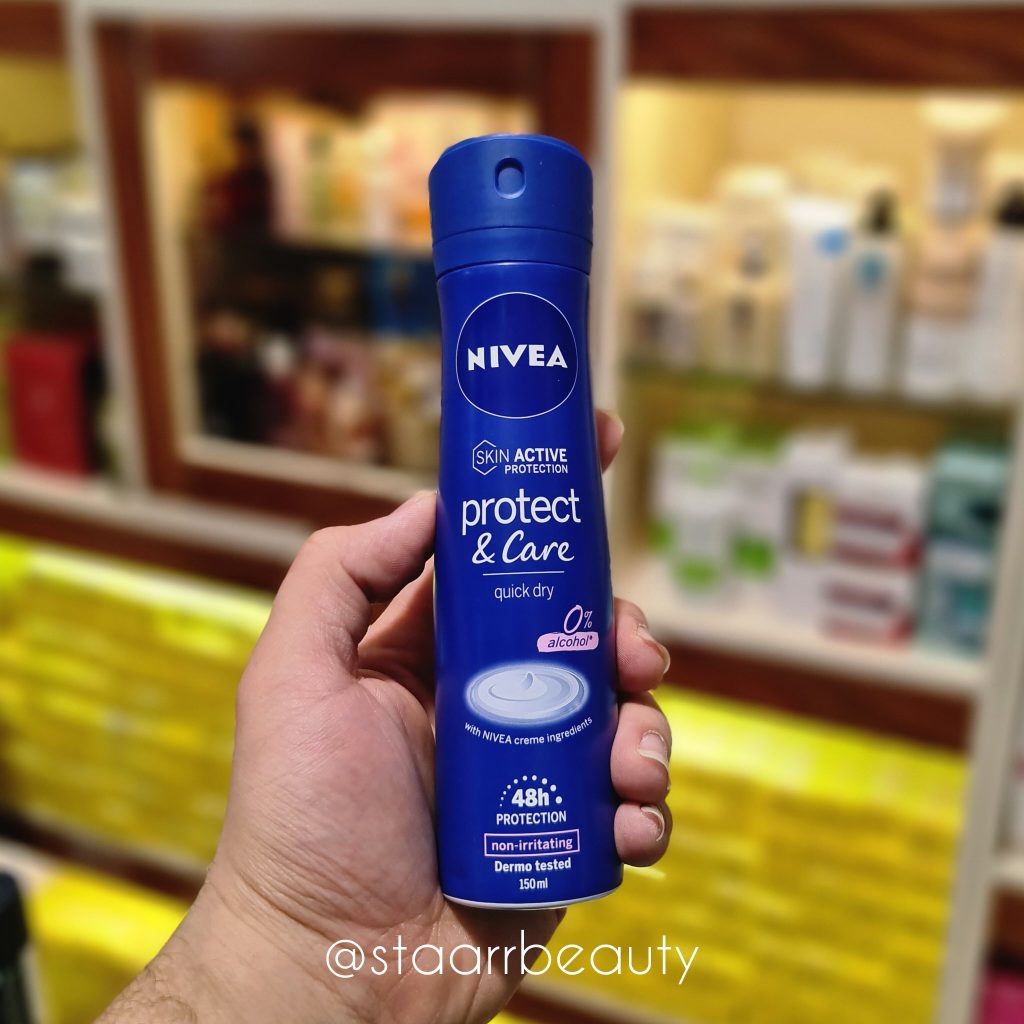 NIVEA
SKIN ACTIVE
PROTECTION
protect
& Care
quick dry
0%
alcohol*
with NIVEA creme ingredients
48h
PROTECTION
non-irritating
Dermo tested
150ml
@staarrbeauty